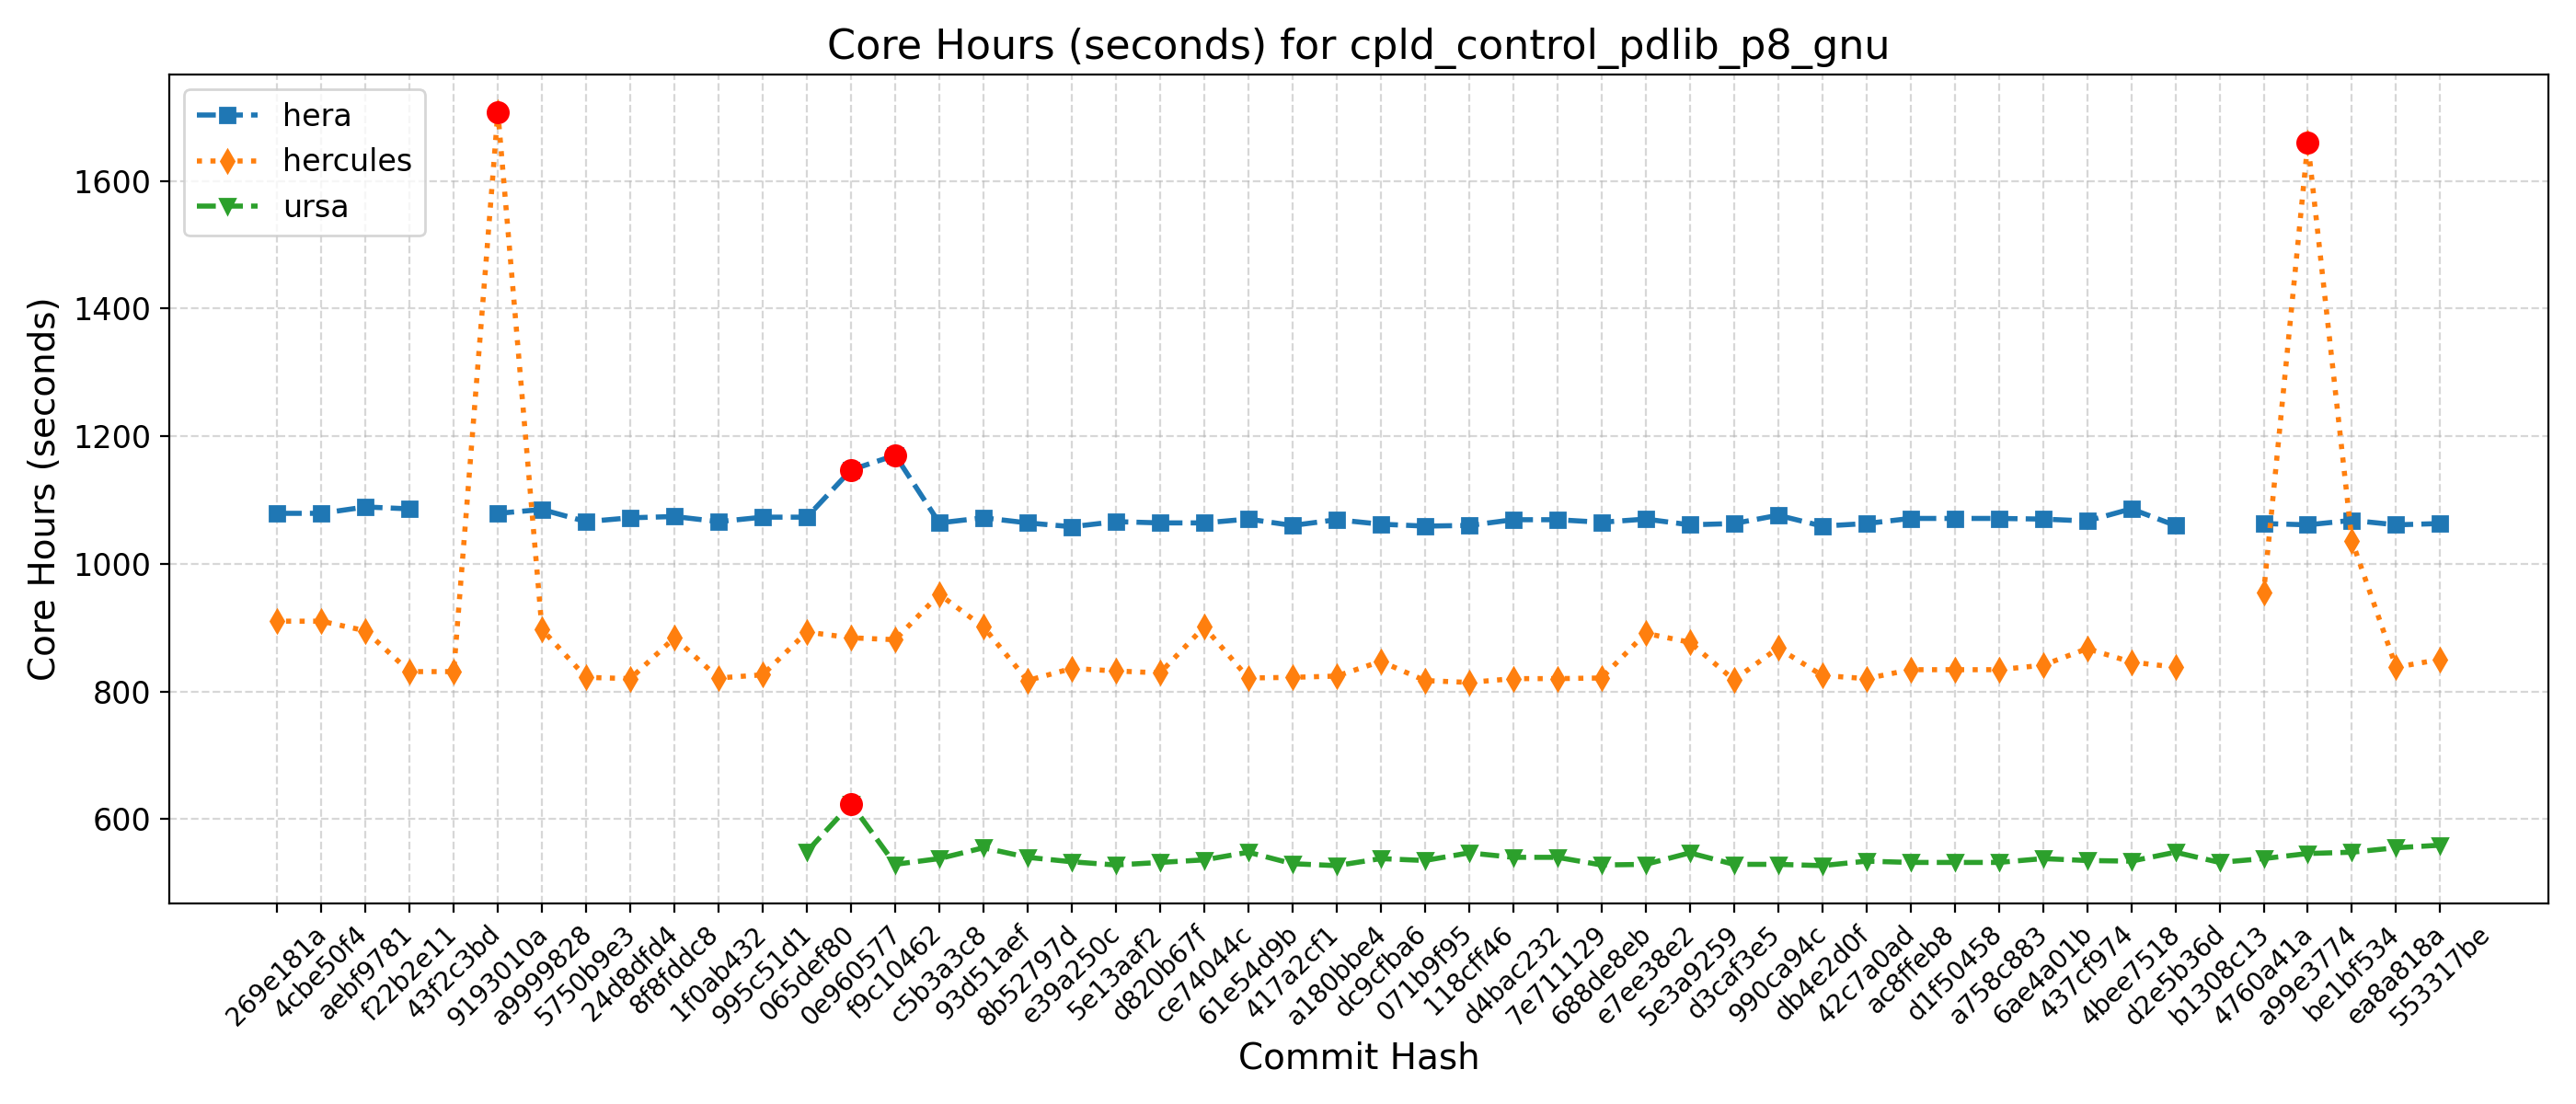 Core Hours (seconds) for cpld_control_pdlib_p8_gnu
hera
hercules
ursa
Core Hours (seconds)
1600
1400
1200
1000
800
600
269e181a
4cbe50f4
aebf9781
f22b2e11
43f2c3bd
9193010a
a9999828
5750b9e3
24d8dfd4
8f8fddc8
1f0ab432
995c51d1
065def80
0e960577
f9c10462
c5b3a3c8
93d51aef
8b52797d
e39a250c
5e13aaf2
d820b67f
ce74044c
61e54d9b
417a2cf1
a180bbe4
dc9cfba6
071b9f95
118cff46
d4bac232
7e711129
688de8eb
e7ee38e2
5e3a9259
d3caf3e5
990ca94c
db4e2d0f
42c7a0ad
ac8ffeb8
d1f50458
a758c883
6ae4a01b
437cf974
4bee7518
d2e5b36d
b1308c13
4760a41a
a99e3774
be1bf534
ea8a818a
553317be
Commit Hash